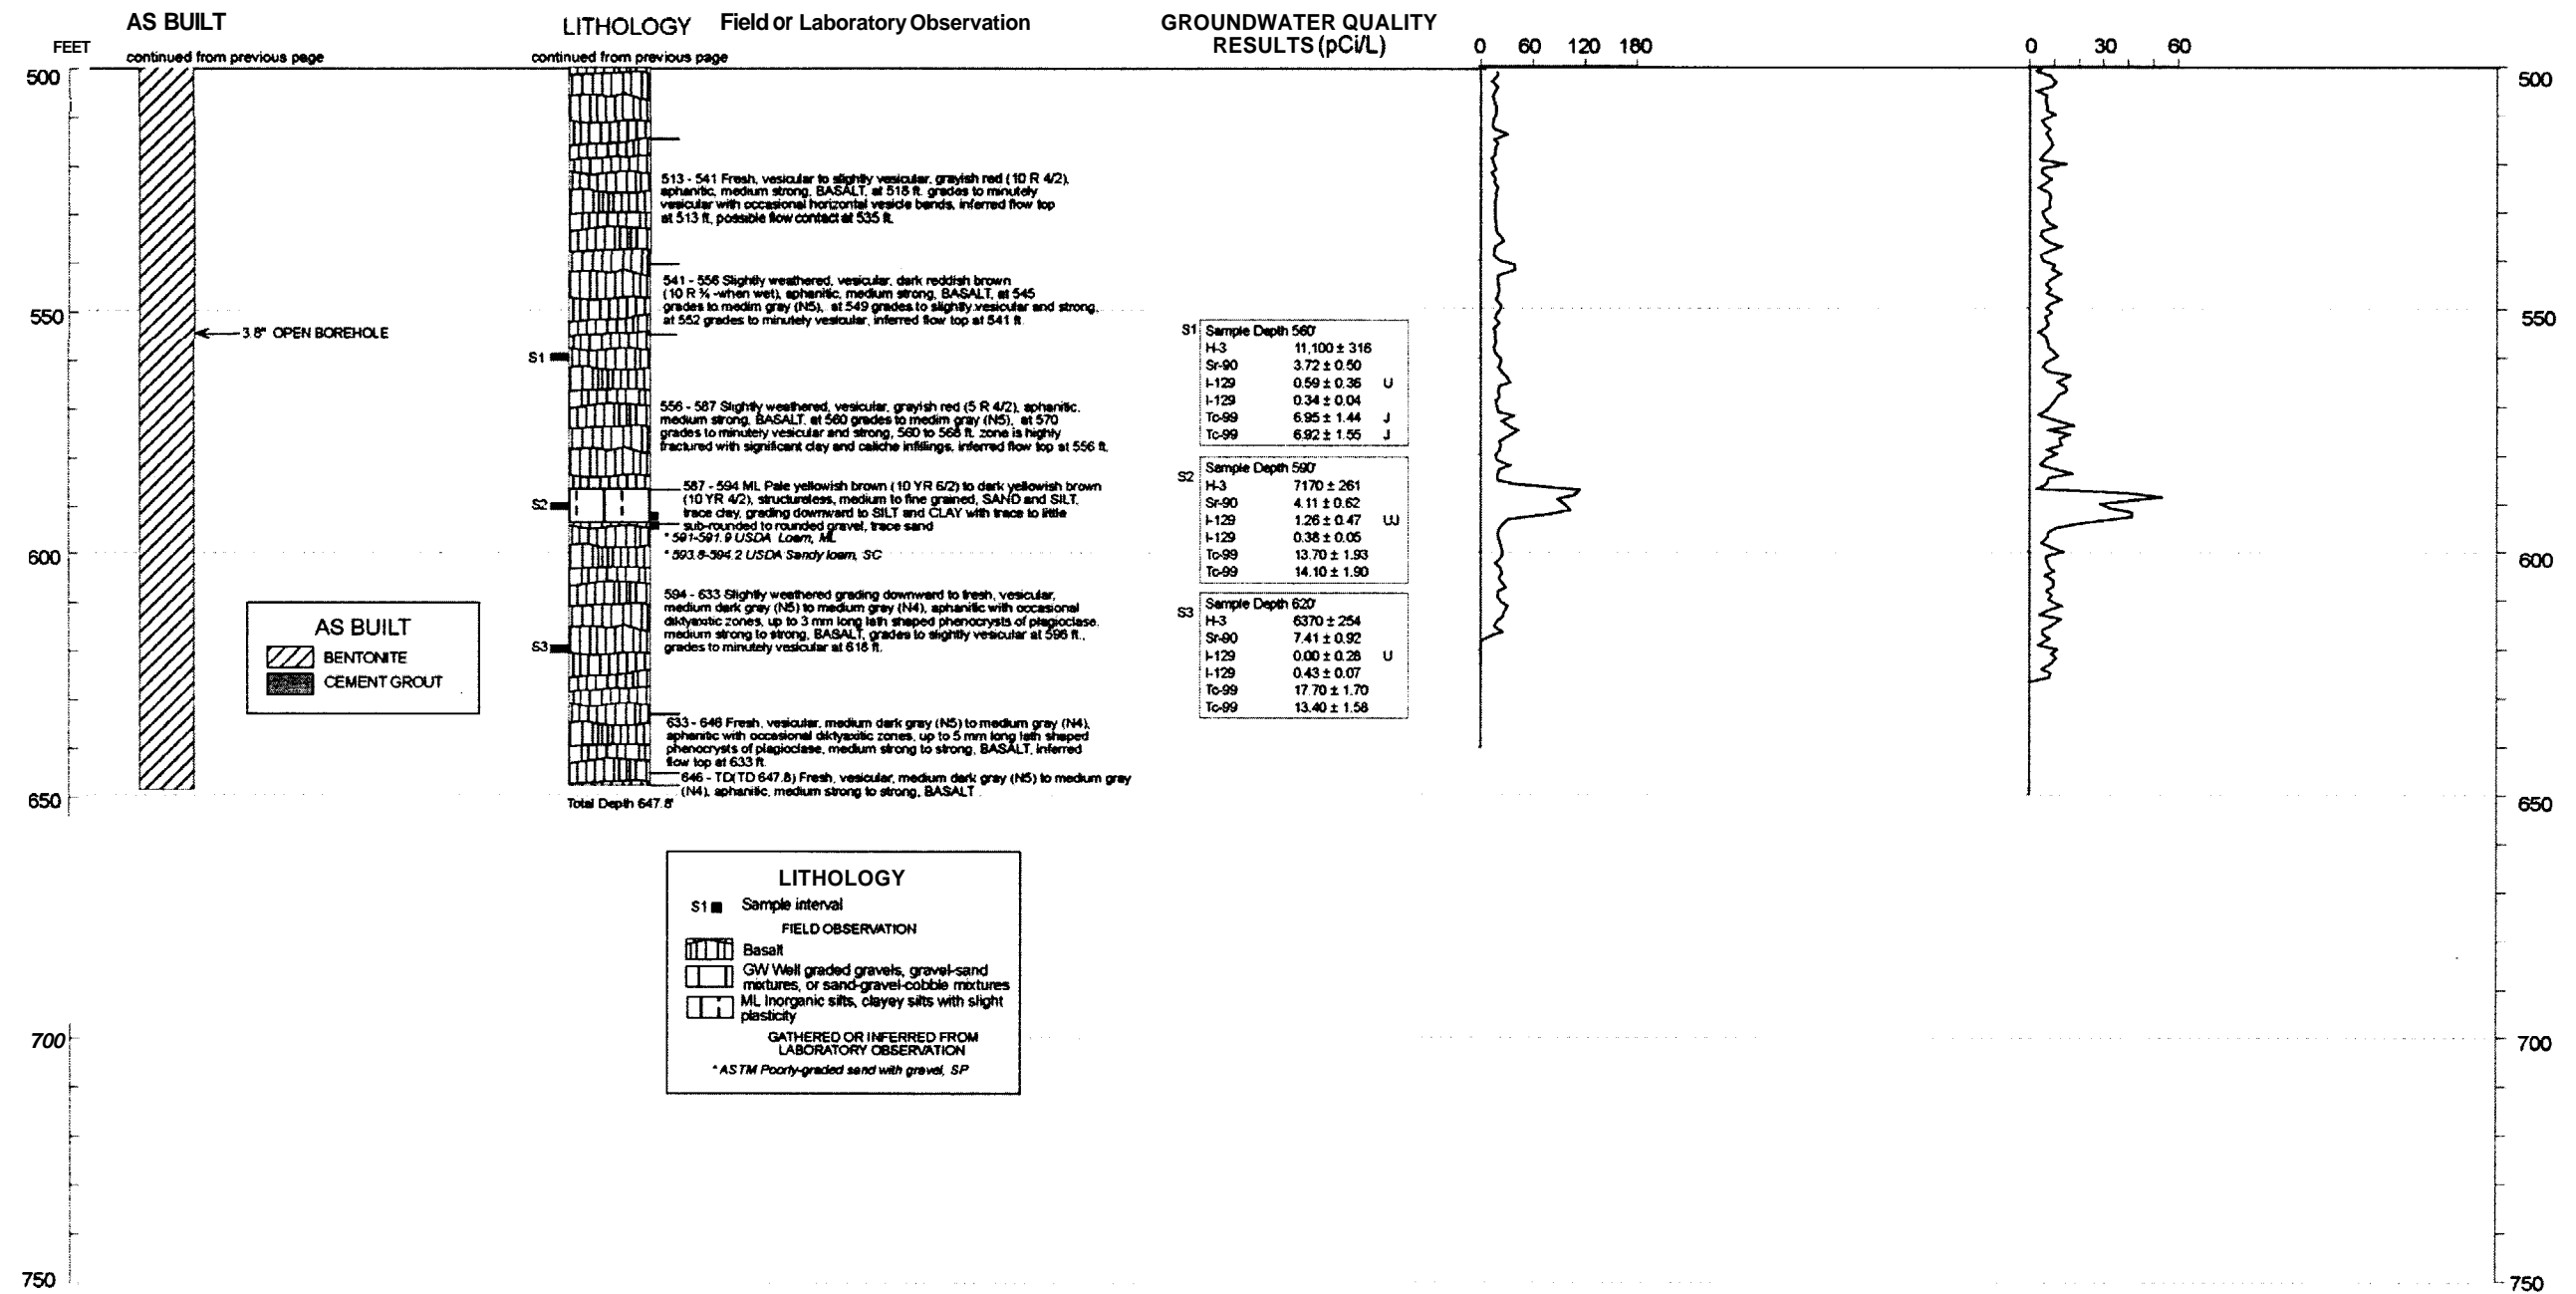 AS BUILT
LITHOLOGY
Field or Laboratory Observation
GROUNDWATER QUALITY
RESULTS (pCi/L)
FEET
continued from previous page
continued from previous page
0 60 120 180
0 30 60
500
550
600
650
700
750
3.8" OPEN BOREHOLE
AS BUILT
BENTONITE
CEMENT GROUT
S1
S2
S3
513 - 541 Fresh, vesicular to slightly vesicular, grayish red (10 R 4/2),
aphanitic, medium strong, BASALT, at 518 ft. grades to minutely
vesicular with occasional horizontal vesicle bands, inferred flow top
at 513 ft, possible flow contact at 535 ft.
541 - 556 Slightly weathered, vesicular, dark reddish brown
(10 R ¾ -when wet), aphanitic, medium strong, BASALT, at 545
grades to medim gray (N5), at 549 grades to slightly vesicular and strong,
at 552 grades to minutely vesicular, inferred flow top at 541 ft.
556 - 587 Slightly weathered, vesicular, grayish red (5 R 4/2), aphanitic,
medium strong, BASALT, at 560 grades to medim gray (N5), at 570
grades to minutely vesicular and strong, 560 to 568 ft. zone is highly
fractured with significant clay and caliche infillings, inferred flow top at 556 ft.
587 - 594 ML Pale yellowish brown (10 YR 6/2) to dark yellowish brown
(10 YR 4/2), structureless, medium to fine grained, SAND and SILT,
trace clay, grading downward to SILT and CLAY with trace to little
sub-rounded to rounded gravel, trace sand
* 591-591.9 USDA Loam, ML
* 593.8-594.2 USDA Sandy loam, SC
594 - 633 Slightly weathered grading downward to fresh, vesicular,
medium dark gray (N5) to medium gray (N4), aphanitic with occasional
diktyaxitic zones, up to 3 mm long lath shaped phenocrysts of plagioclase,
medium strong to strong, BASALT, grades to slightly vesicular at 596 ft.,
grades to minutely vesicular at 618 ft.
633 - 646 Fresh, vesicular, medium dark gray (N5) to medium gray (N4),
aphanitic with occasional diktyaxitic zones, up to 5 mm long lath shaped
phenocrysts of plagioclase, medium strong to strong, BASALT, inferred
flow top at 633 ft.
646 - TD(TD 647.8) Fresh, vesicular, medium dark gray (N5) to medium gray
(N4), aphanitic, medium strong to strong, BASALT
Total Depth 647.8'
S1 Sample Depth 560'
H-3 11,100 ± 316
Sr-90 3.72 ± 0.50
I-129 0.59 ± 0.36 U
I-129 0.34 ± 0.04
Tc-99 6.95 ± 1.44 J
Tc-99 6.92 ± 1.55 J
S2 Sample Depth 590'
H-3 7170 ± 261
Sr-90 4.11 ± 0.62
I-129 1.26 ± 0.47 UJ
I-129 0.38 ± 0.05
Tc-99 13.70 ± 1.93
Tc-99 14.10 ± 1.90
S3 Sample Depth 620'
H-3 6370 ± 254
Sr-90 7.41 ± 0.92
I-129 0.00 ± 0.28 U
I-129 0.43 ± 0.07
Tc-99 17.70 ± 1.70
Tc-99 13.40 ± 1.58
LITHOLOGY
S1 Sample interval
FIELD OBSERVATION
Basalt
GW Well graded gravels, gravel-sand
mixtures, or sand-gravel-cobble mixtures
ML Inorganic silts, clayey silts with slight
plasticity
GATHERED OR INFERRED FROM
LABORATORY OBSERVATION
* ASTM Poorly-graded sand with gravel, SP
500
550
600
650
700
750